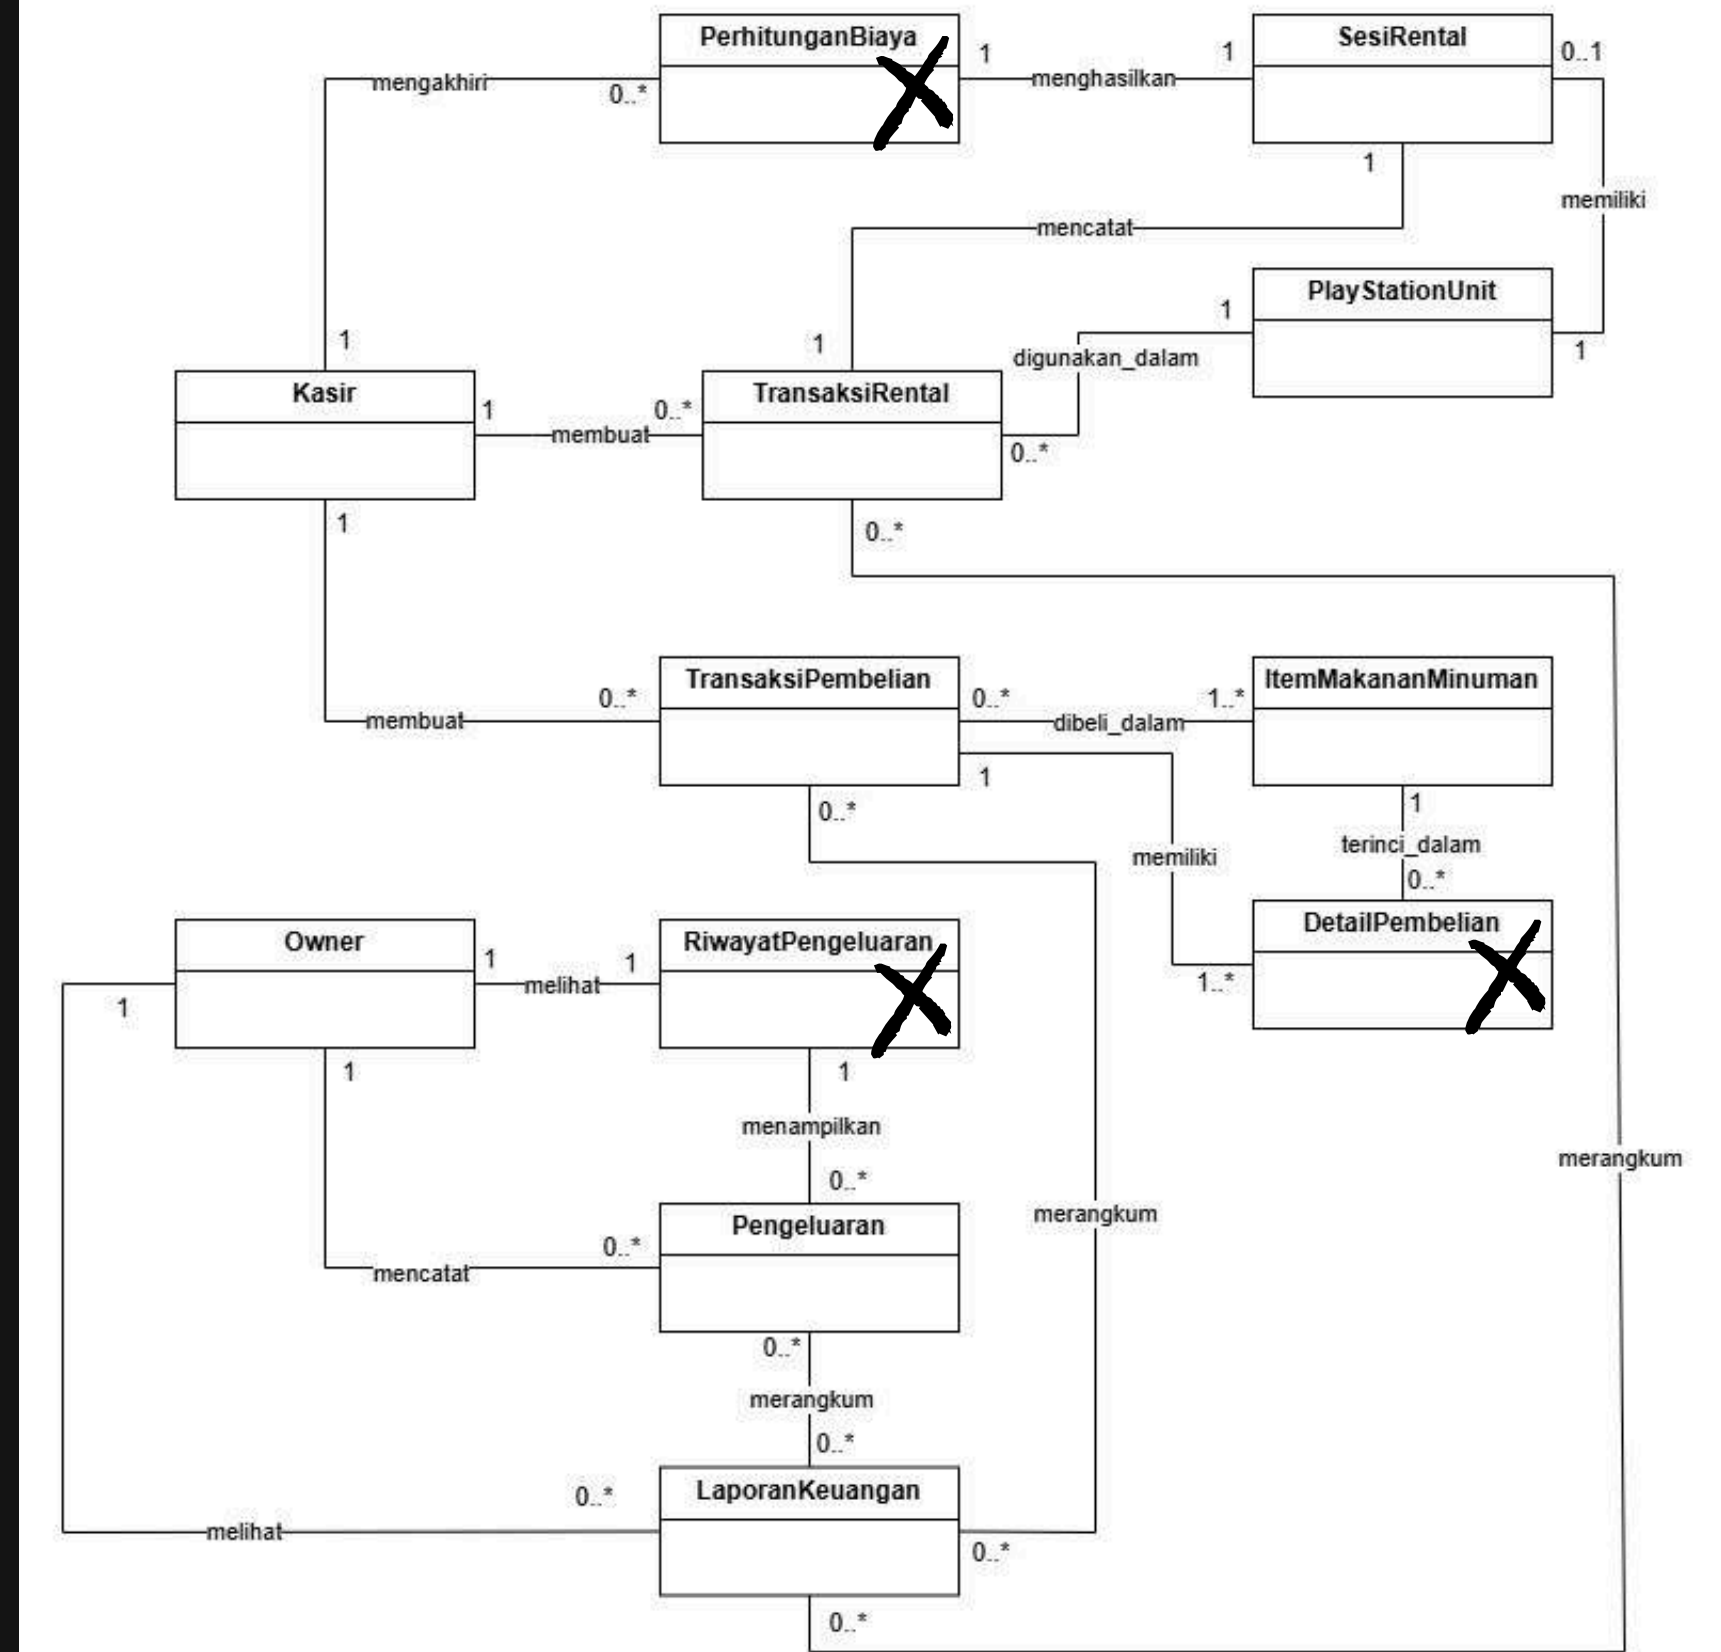 PerhitunganBiaya
SesiRental
1
1
0..1
mengakhiri
0..*
menghasilkan
1
memiliki
mencatat
PlayStationUnit
1
1
1
digunakan_dalam
1
Kasir
TransaksiRental
1
0..*
membuat
0..*
1
0..*
TransaksiPembelian
ItemMakananMinuman
0..*
0..*
1..*
membuat
dibeli_dalam
1
1
0..*
terinci_dalam
memiliki
0..*
DetailPembelian
Owner
RiwayatPengeluaran
1
1
melihat
1..*
1
1
1
menampilkan
merangkum
0..*
merangkum
Pengeluaran
0..*
mencatat
0..*
merangkum
0..*
LaporanKeuangan
0..*
melihat
0..*
0..*